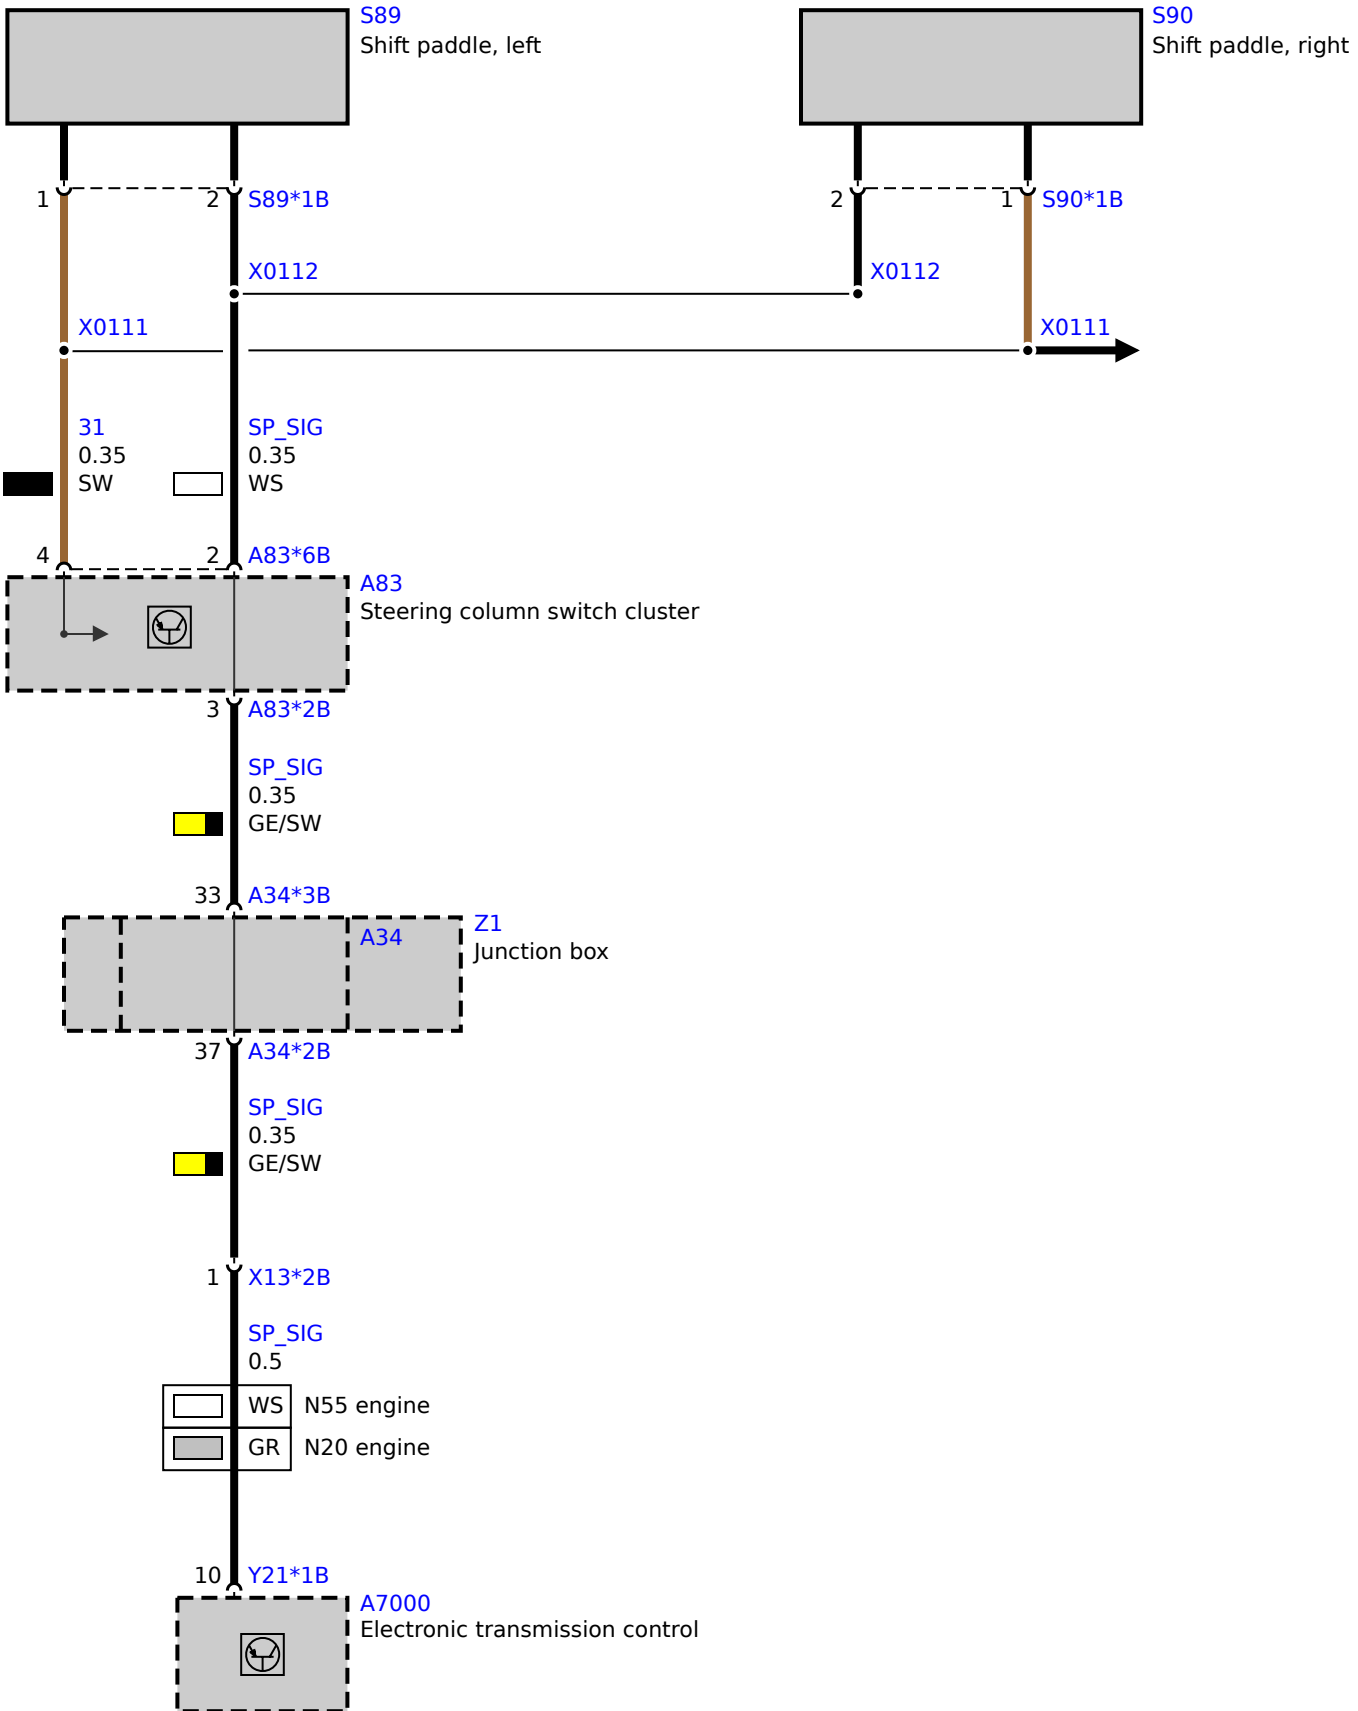 S89
Shift paddle, left
S90
Shift paddle, right
1
2
S89*1B
2
1
S90*1B
X0112
X0112
X0111
X0111
31
0.35
SW
SP_SIG
0.35
WS
4
2
A83*6B
A83
Steering column switch cluster
3
A83*2B
SP_SIG
0.35
GE/SW
33
A34*3B
A34
Z1
Junction box
37
A34*2B
SP_SIG
0.35
GE/SW
1
X13*2B
SP_SIG
0.5
WS
N55 engine
GR
N20 engine
10
Y21*1B
A7000
Electronic transmission control